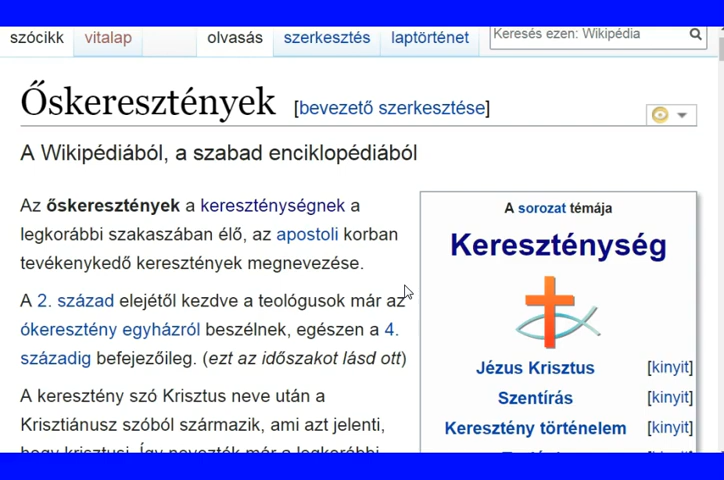 szócikk vitalap olvasás szerkesztés laptörténet Keresés ezen: Wikipédia
Őskeresztények [bevezető szerkesztése]
A Wikipédiából, a szabad enciklopédiából
Az őskeresztények a kereszténységnek a
legkorábbi szakaszában élő, az apostoli korban
tevékenykedő keresztények megnevezése.
A 2. század elejétől kezdve a teológusok már az
ókeresztény egyházról beszélnek, egészen a 4.
századig befejezőileg. (ezt az időszakot lásd ott)
A keresztény szó Krisztus neve után a
Krisztiánusz szóból származik, ami azt jelenti,
hogy krisztusi. Így nevezték már a legkorábbi
A sorozat témája
Kereszténység
Jézus Krisztus [kinyit]
Szentírás [kinyit]
Keresztény történelem [kinyit]